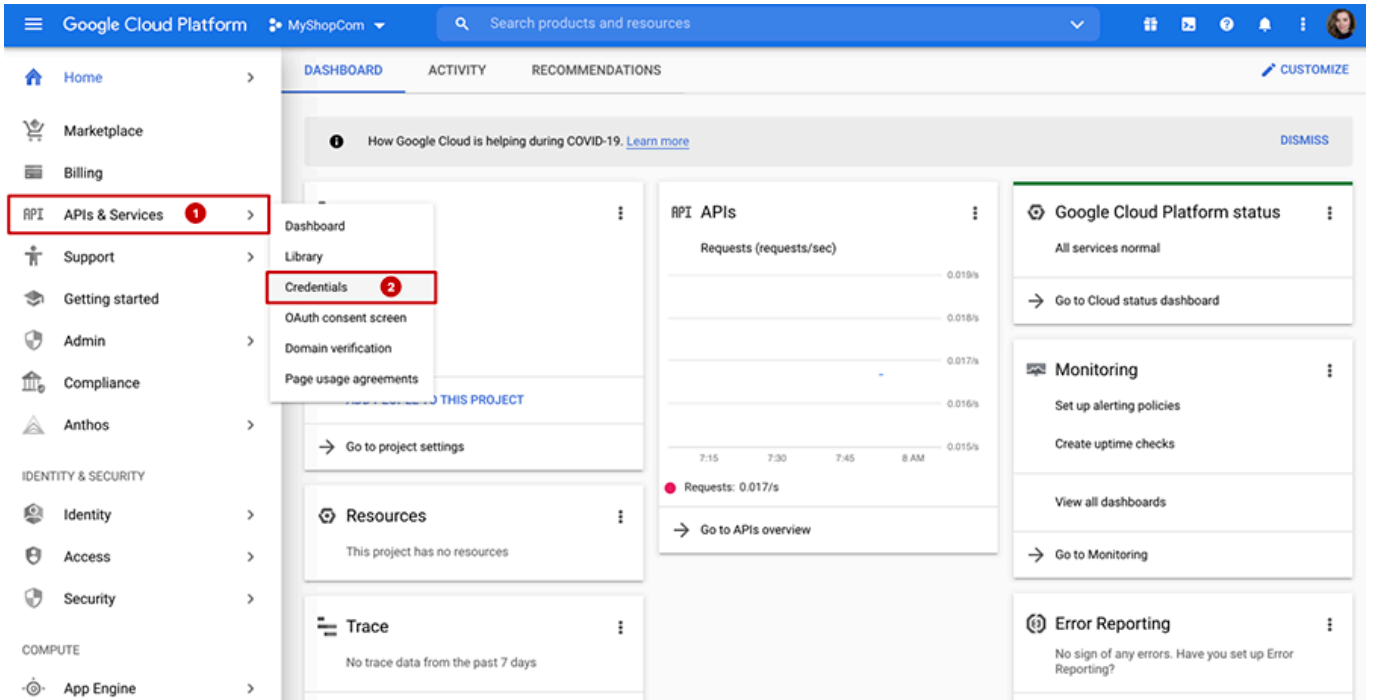 Google Cloud Platform MyShopCom Search products and resources
Home
Marketplace
Billing
API APIs & Services 1
Support
Getting started
Admin
Compliance
Anthos
IDENTITY & SECURITY
Identity
Access
Security
COMPUTE
App Engine
Dashboard
Library
Credentials 2
OAuth consent screen
Domain verification
Page usage agreements
DASHBOARD ACTIVITY RECOMMENDATIONS CUSTOMIZE
How Google Cloud is helping during COVID-19. Learn more DISMISS
TO THIS PROJECT
Go to project settings
Resources
This project has no resources
Trace
No trace data from the past 7 days
API APIs
Requests (requests/sec)
0.019/s
0.018/s
0.017/s
0.016/s
0.015/s
7:15 7:30 7:45 8 AM
Requests: 0.017/s
Go to APIs overview
Google Cloud Platform status
All services normal
Go to Cloud status dashboard
Monitoring
Set up alerting policies
Create uptime checks
View all dashboards
Go to Monitoring
Error Reporting
No sign of any errors. Have you set up Error
Reporting?